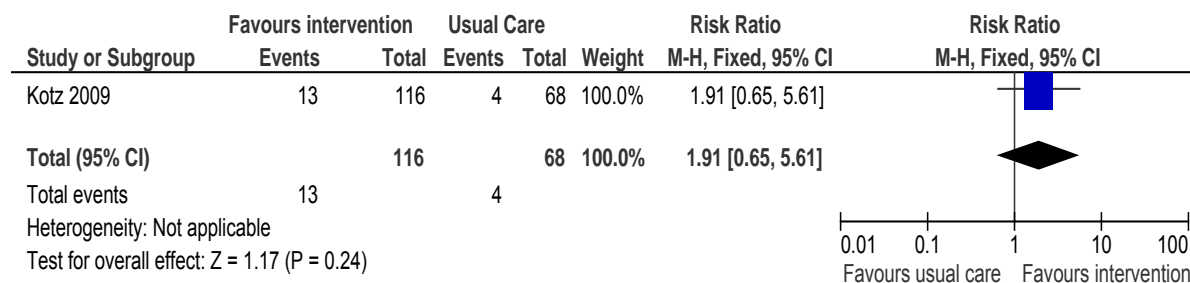 Favours intervention Usual Care Risk Ratio Risk Ratio
Study or Subgroup Events Total Events Total Weight M-H, Fixed, 95% CI M-H, Fixed, 95% CI
Kotz 2009 13 116 4 68 100.0% 1.91 [0.65, 5.61]
Total (95% CI) 116 68 100.0% 1.91 [0.65, 5.61]
Total events 13 4
Heterogeneity: Not applicable
Test for overall effect: Z = 1.17 (P = 0.24)
0.01 0.1 1 10 100
Favours usual care Favours intervention